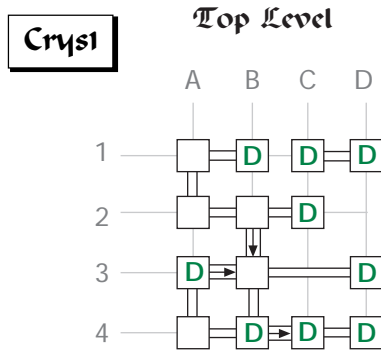 Top Level
Crys1
A B C D
1 D D D
2 D
3 D D
4 D D D